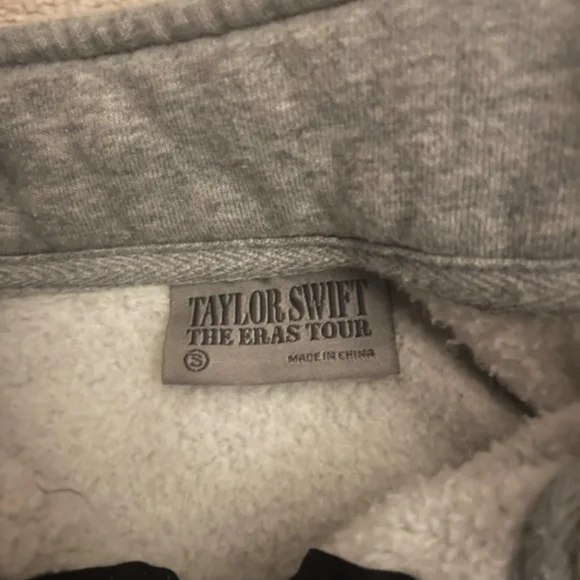 TAYLOR SWIFT
THE ERAS TOUR
S MADE IN CHINA